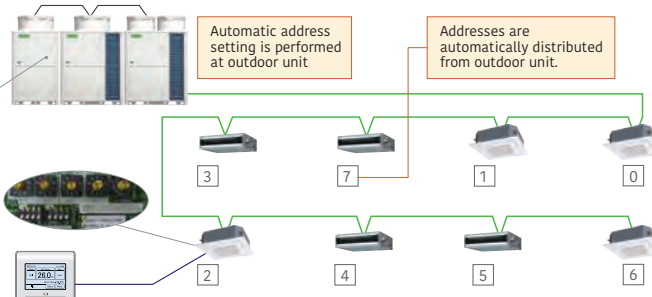 Automatic address
setting is performed
at outdoor unit
Addresses are
automatically distributed
from outdoor unit.
3
7
1
0
26.0
2
4
5
6